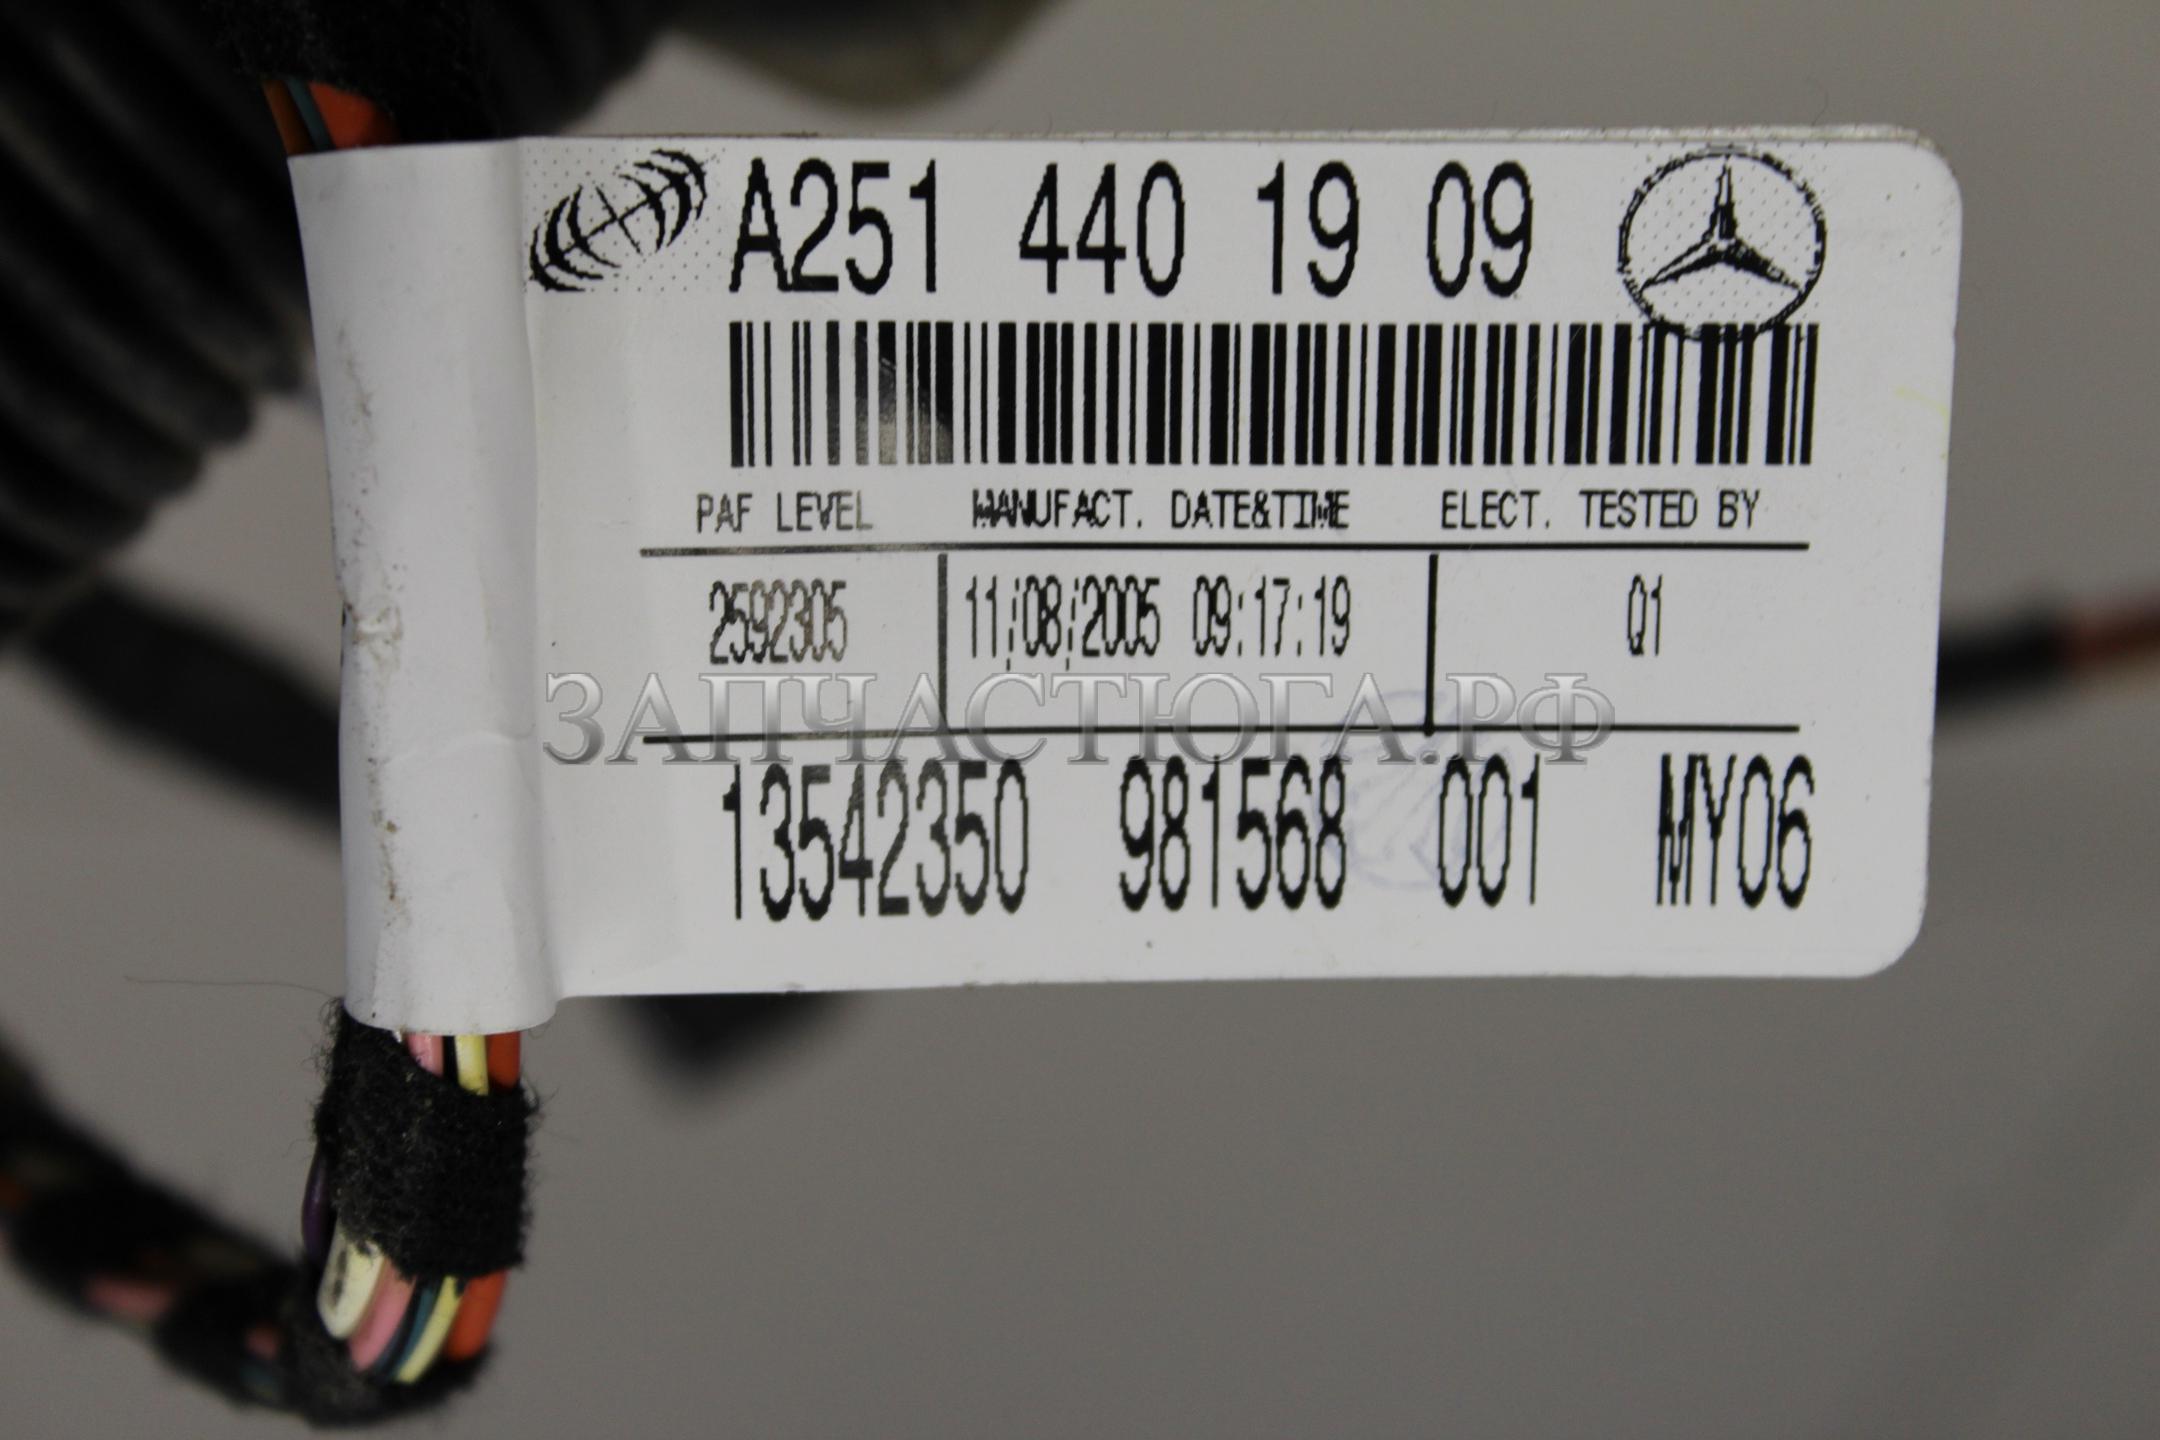 A251 440 19 09
PAF LEVEL MANUFACT. DATE&TIME ELECT. TESTED BY
2592305 11/08/2005 09:17:19 Q1
ЗАПЧАСТЮГА.РФ
13542350 981568 001 MY06